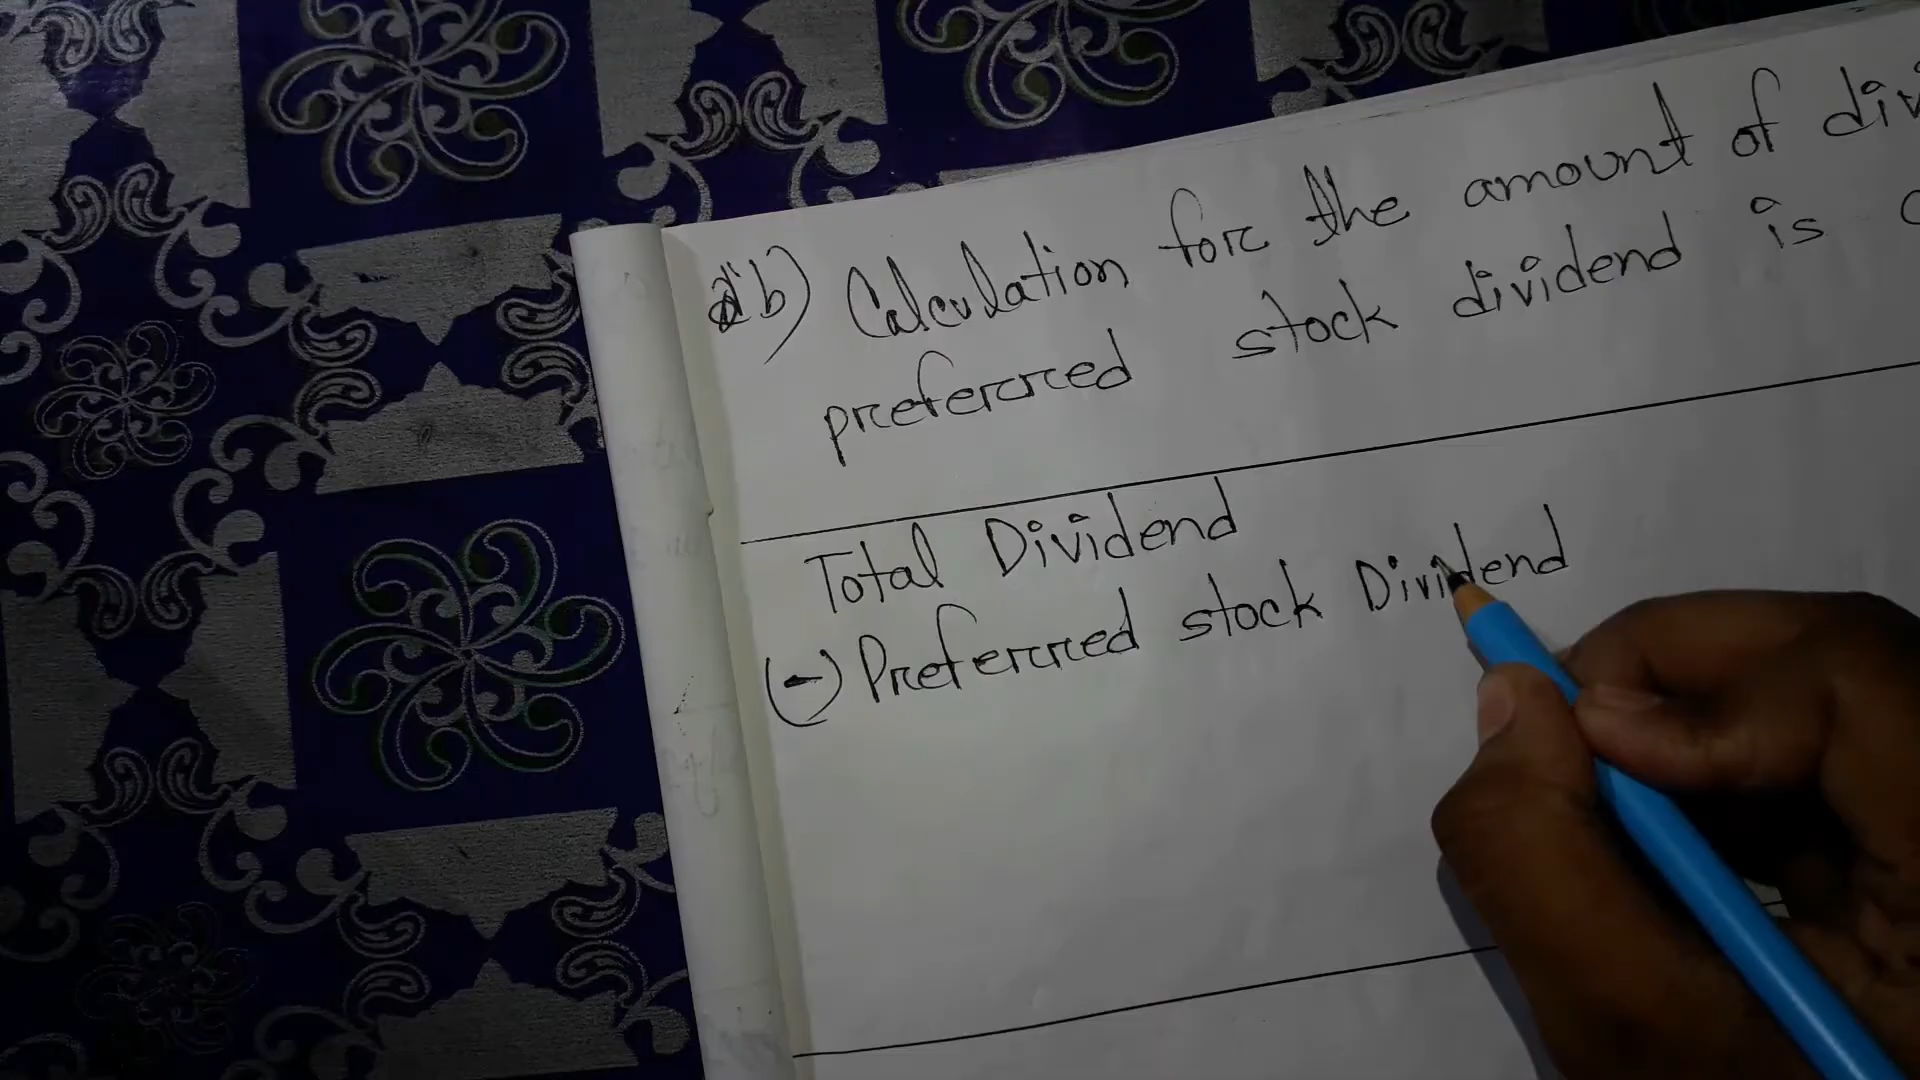 b) Calculation for the amount of
preferred stock dividend is
Total Dividend
(-) Preferred stock Dividend